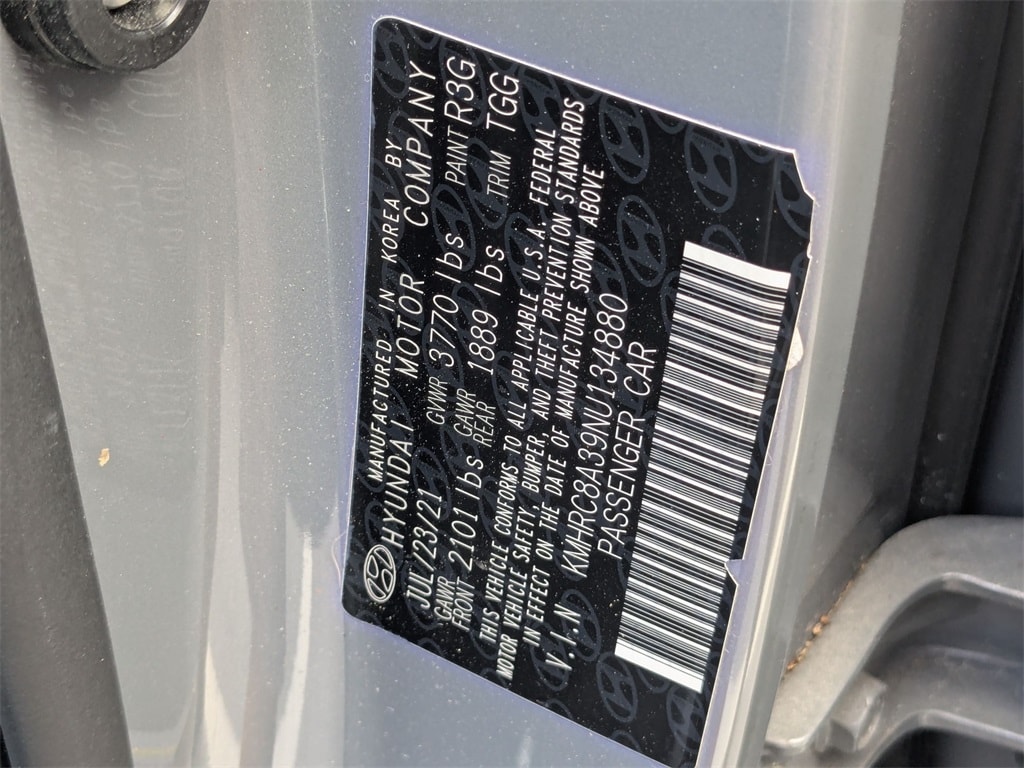 MANUFACTURED IN KOREA BY
HYUNDAI MOTOR COMPANY
JUL/23/21 GVWR 3770 lbs PAINT R3G
GAWR FRONT 2101 lbs GAWR REAR 1889 lbs TRIM TGG
THIS VEHICLE CONFORMS TO ALL APPLICABLE U.S.A. FEDERAL
MOTOR VEHICLE SAFETY, BUMPER, AND THEFT PREVENTION STANDARDS
IN EFFECT ON THE DATE OF MANUFACTURE SHOWN ABOVE
V.I.N KMHRC8A39NU134880
PASSENGER CAR